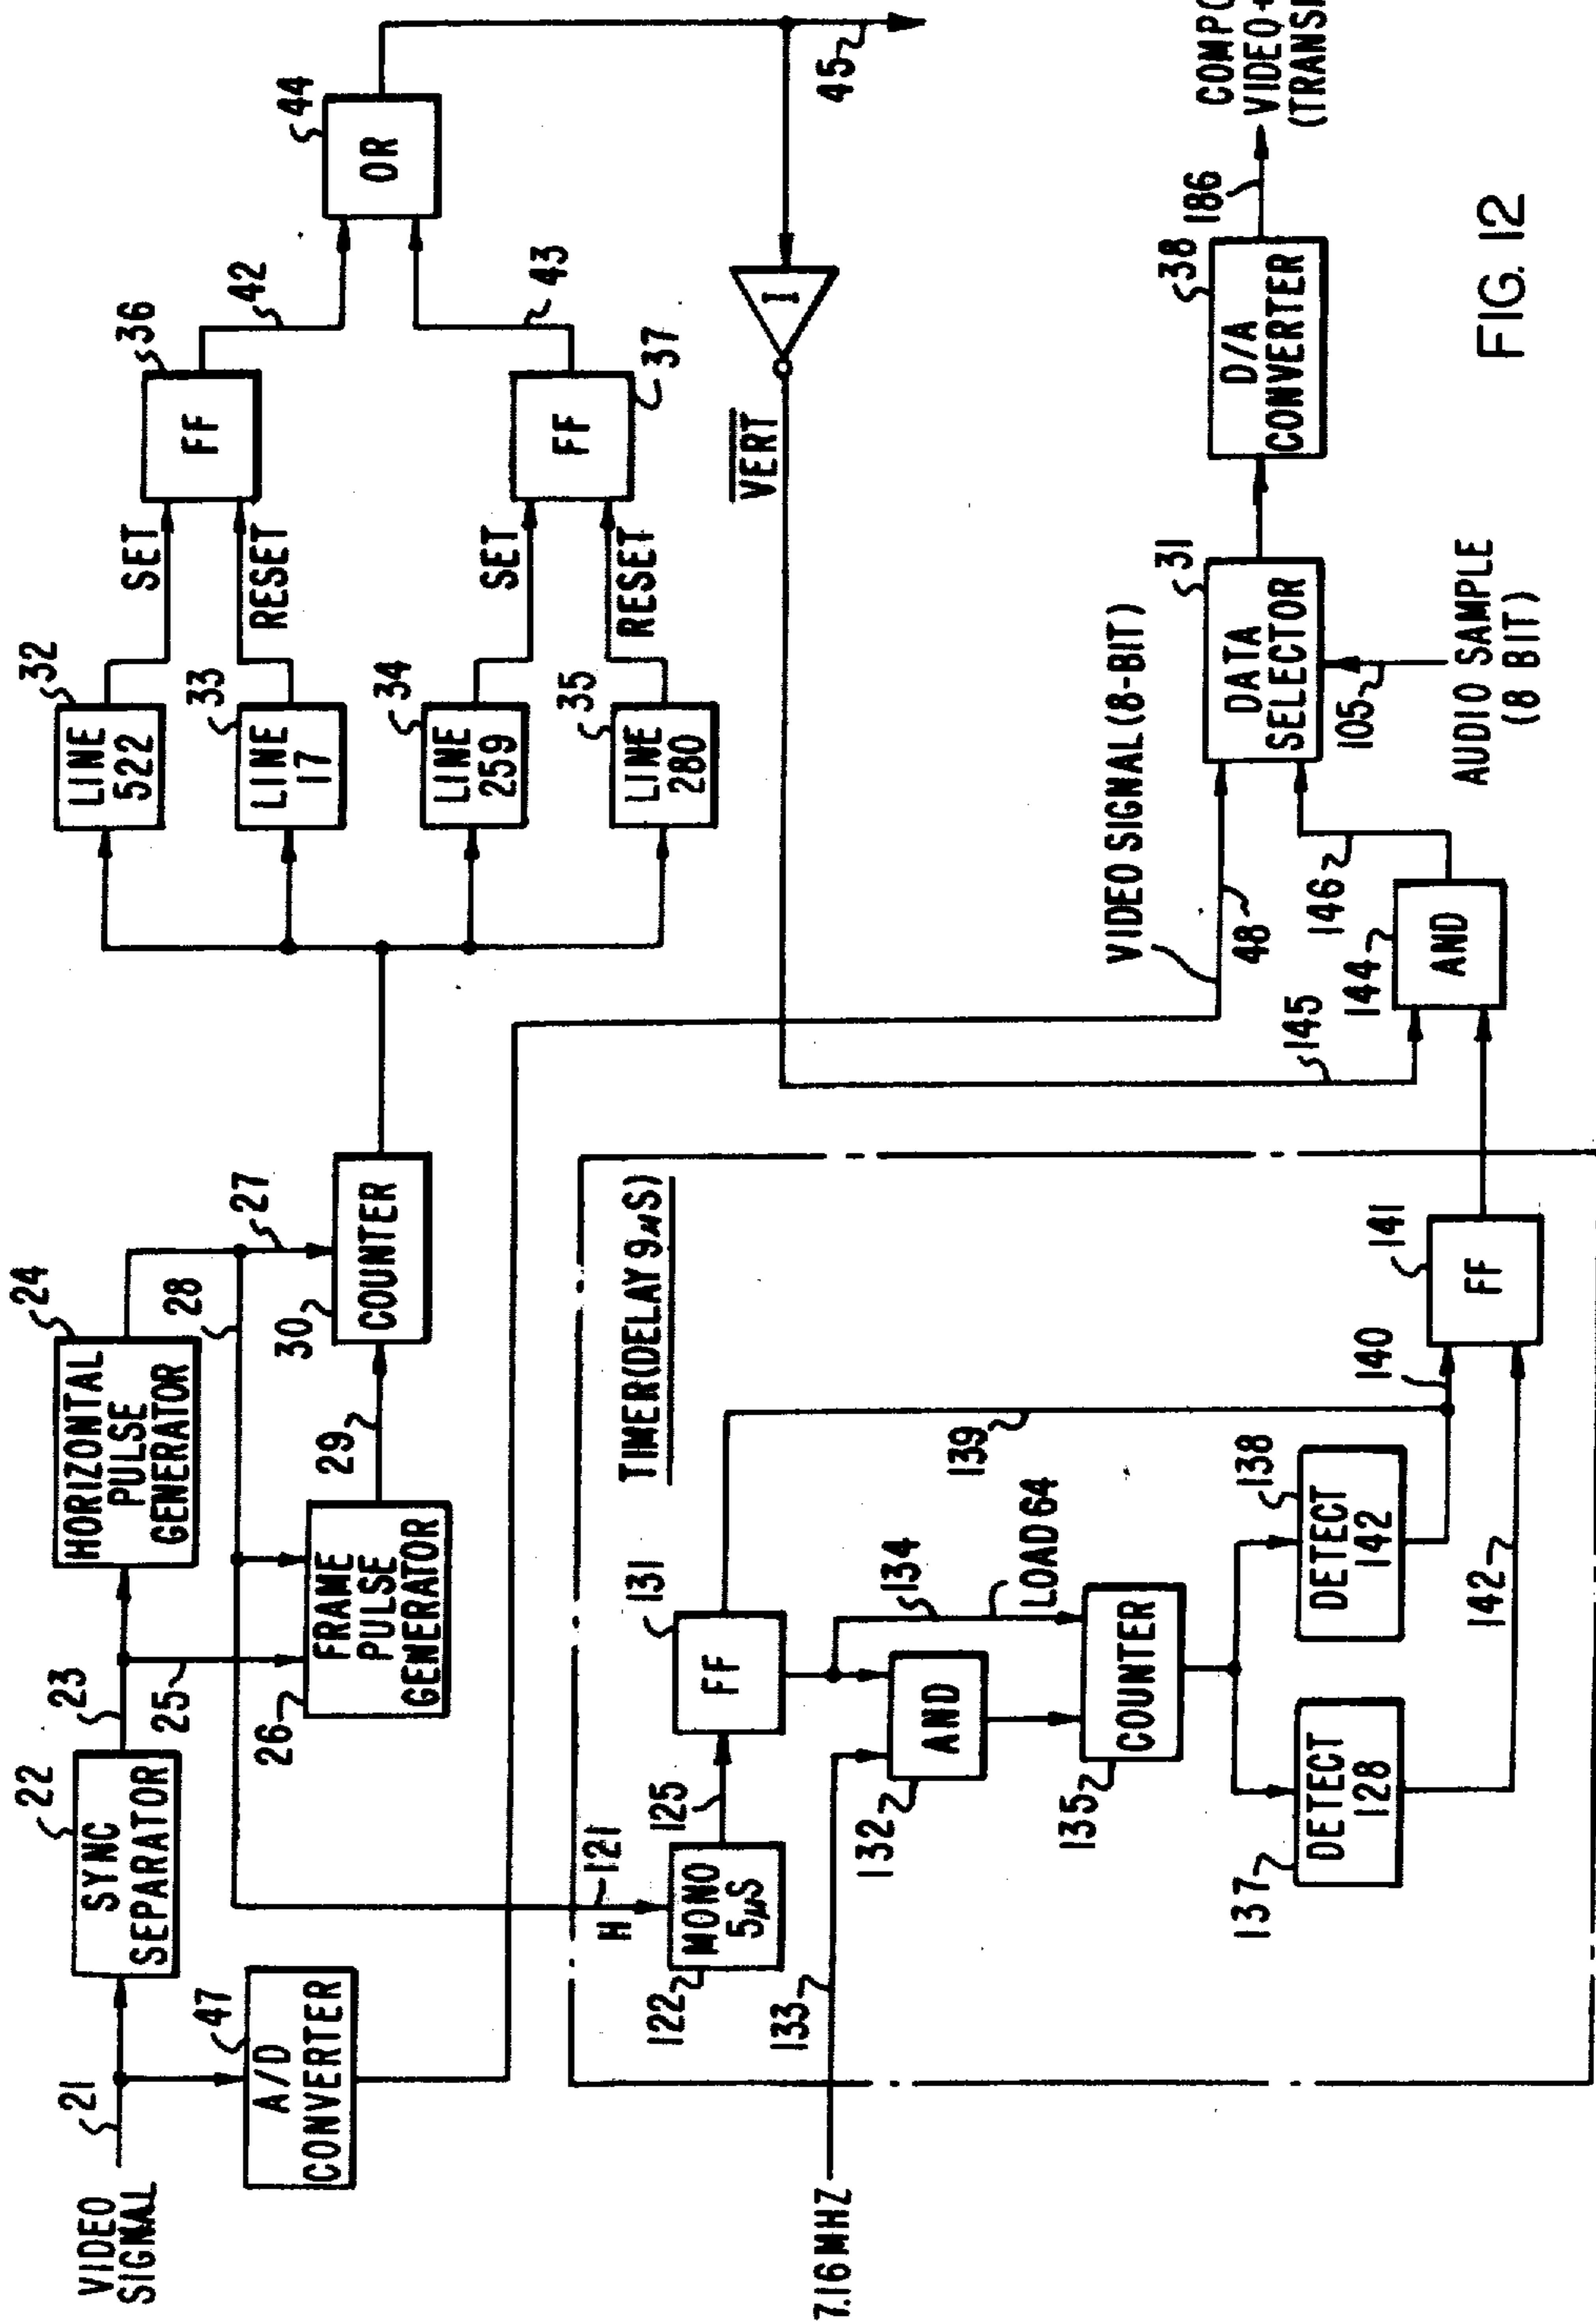 VIDEO
SIGNAL
21
47
A/D
CONVERTER
22
SYNC
SEPARATOR
23
25
24
HORIZONTAL
PULSE
GENERATOR
26
FRAME
PULSE
GENERATOR
28
27
29
30
COUNTER
32
LINE
522
33
LINE
17
34
LINE
259
35
LINE
280
SET
RESET
SET
RESET
36
FF
37
FF
42
43
44
OR
45
I
VERT
7.16MHZ
133
TIMER(DELAY 9µS)
H
121
122
MONO
5µS
125
131
FF
132
AND
134
LOAD 64
135
COUNTER
137
DETECT
128
138
DETECT
142
139
140
142
141
FF
145
144
AND
146
VIDEO SIGNAL (8-BIT)
48
31
DATA
SELECTOR
105
AUDIO SAMPLE
(8 BIT)
38
D/A
CONVERTER
186
VIDEO+
FIG. 12